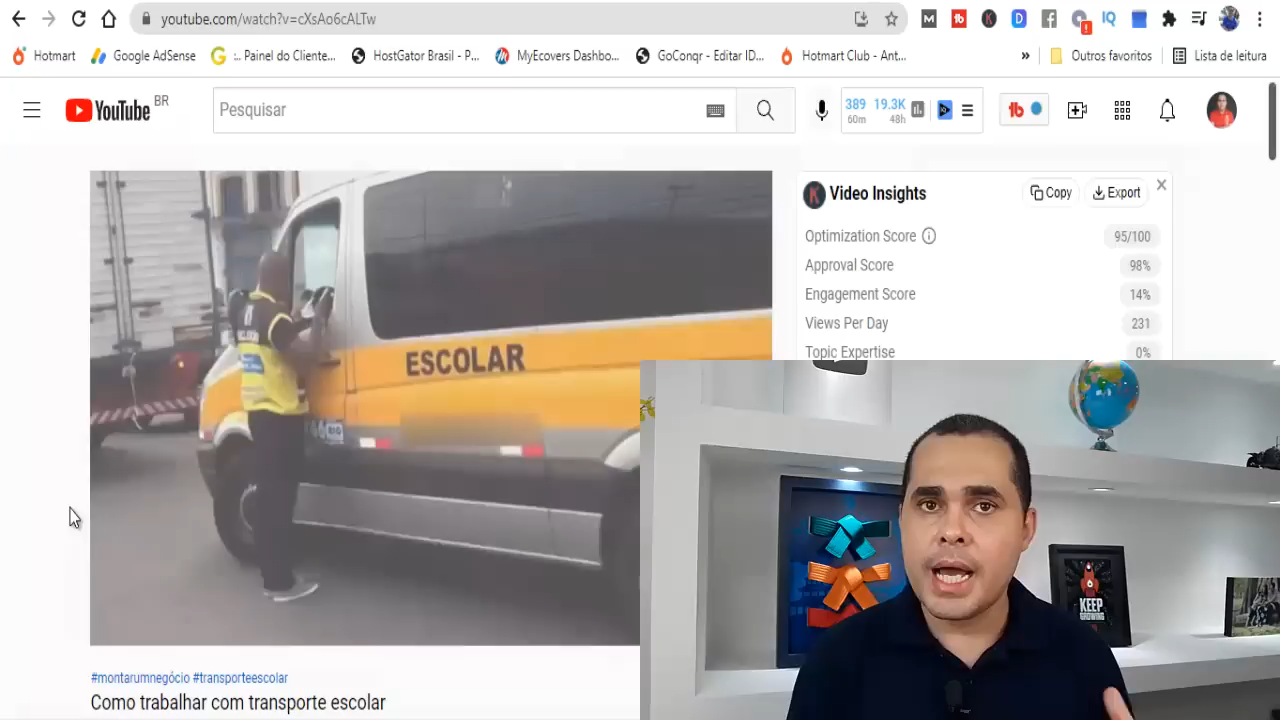 youtube.com/watch?v=cXsAo6cALTw
Hotmart
Google AdSense
:.. Painel do Cliente...
HostGator Brasil - P...
MyEcovers Dashbo...
GoConqr - Editar ID...
Hotmart Club - Ant...
»
Outros favoritos
Lista de leitura
YouTube BR
Pesquisar
389 19.3K
60m 48h
tb
Video Insights
Copy
Export
Optimization Score 95/100
Approval Score 98%
Engagement Score 14%
Views Per Day 231
Topic Expertise 0%
ESCOLAR
KEEP
GROWING
#montarumnegócio #transporteescolar
Como trabalhar com transporte escolar